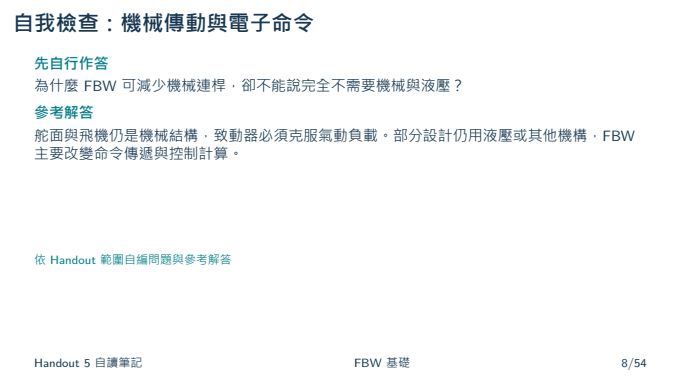 自我檢查：機械傳動與電子命令
先自行作答
為什麼 FBW 可減少機械連桿，卻不能說完全不需要機械與液壓？
參考解答
舵面與飛機仍是機械結構，致動器必須克服氣動負載。部分設計仍用液壓或其他機構，FBW
主要改變命令傳遞與控制計算。
依 Handout 範圍自編問題與參考解答
Handout 5 自讀筆記
FBW 基礎
8/54